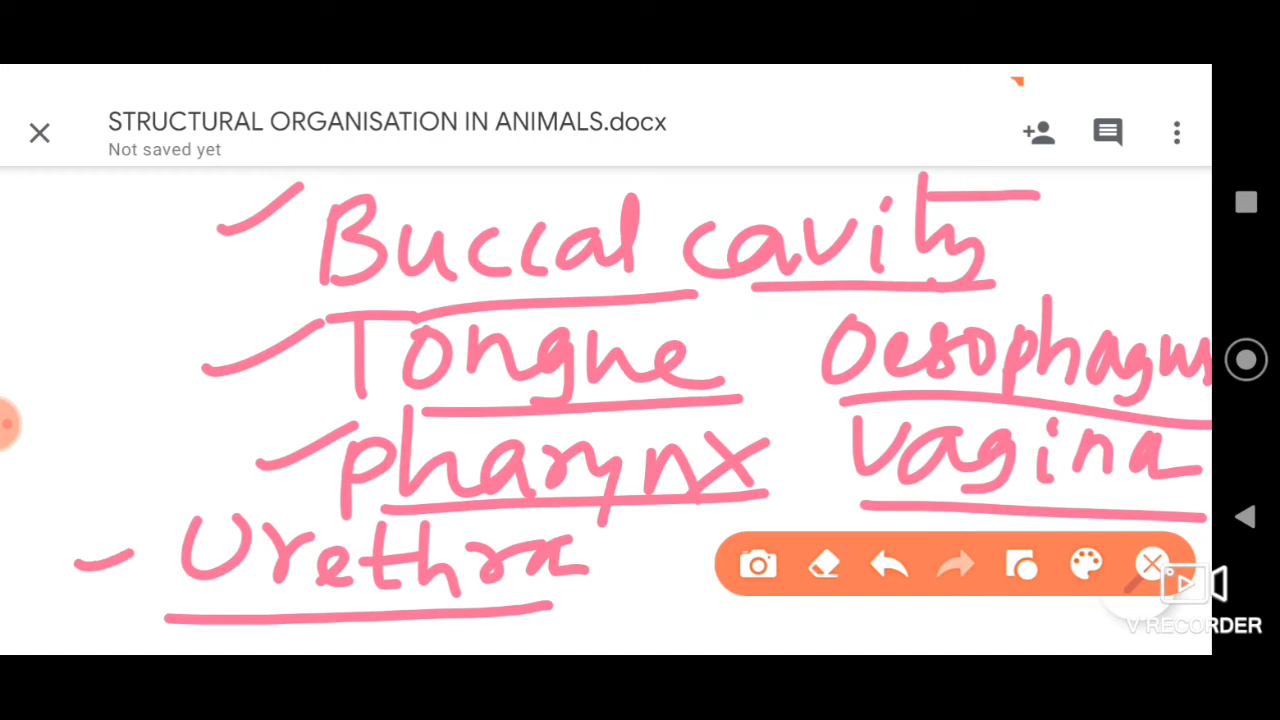 STRUCTURAL ORGANISATION IN ANIMALS.docx
Not saved yet
Buccal cavity
Tongue Oesophagus
Pharynx Vagina
Urethra
V RECORDER